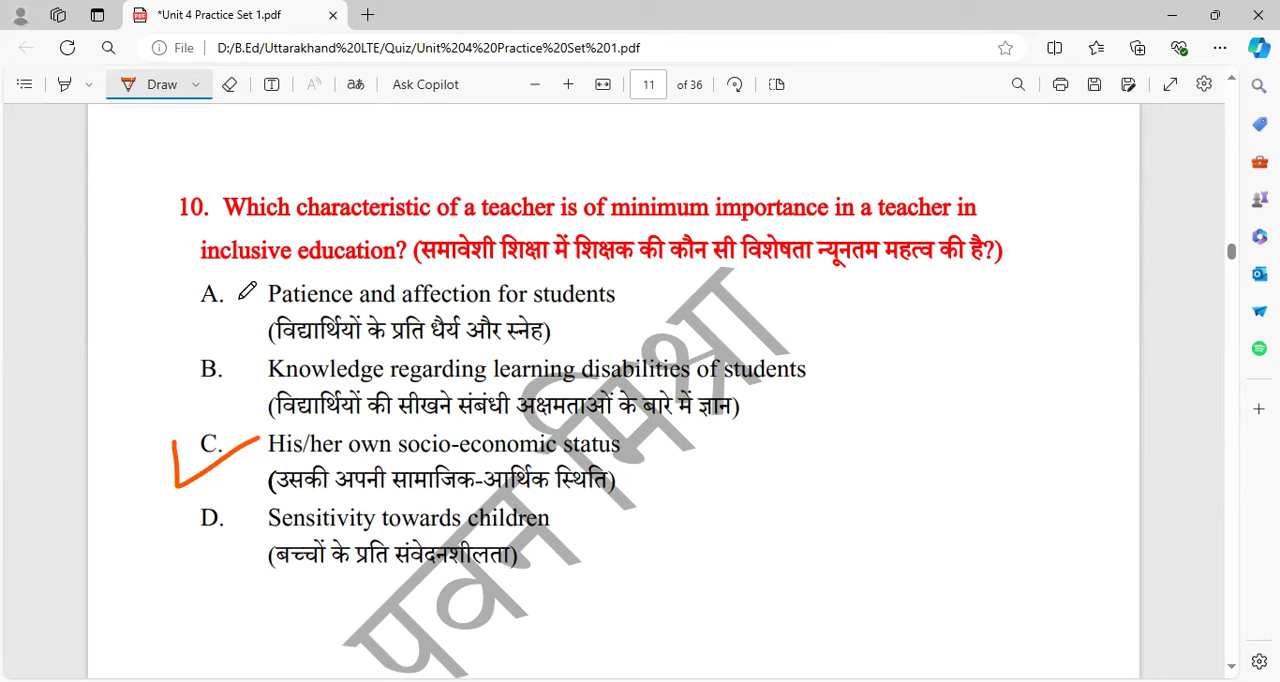 *Unit 4 Practice Set 1.pdf
File D:/B.Ed/Uttarakhand%20LTE/Quiz/Unit%204%20Practice%20Set%201.pdf
Draw aあ Ask Copilot 11 of 36
10. Which characteristic of a teacher is of minimum importance in a teacher in
inclusive education? (समावेशी शिक्षा में शिक्षक की कौन सी विशेषता न्यूनतम महत्व की है?)
A. Patience and affection for students
(विद्यार्थियों के प्रति धैर्य और स्नेह)
B. Knowledge regarding learning disabilities of students
(विद्यार्थियों की सीखने संबंधी अक्षमताओं के बारे में ज्ञान)
C. His/her own socio-economic status
(उसकी अपनी सामाजिक-आर्थिक स्थिति)
D. Sensitivity towards children
(बच्चों के प्रति संवेदनशीलता)
पवन मिश्रा